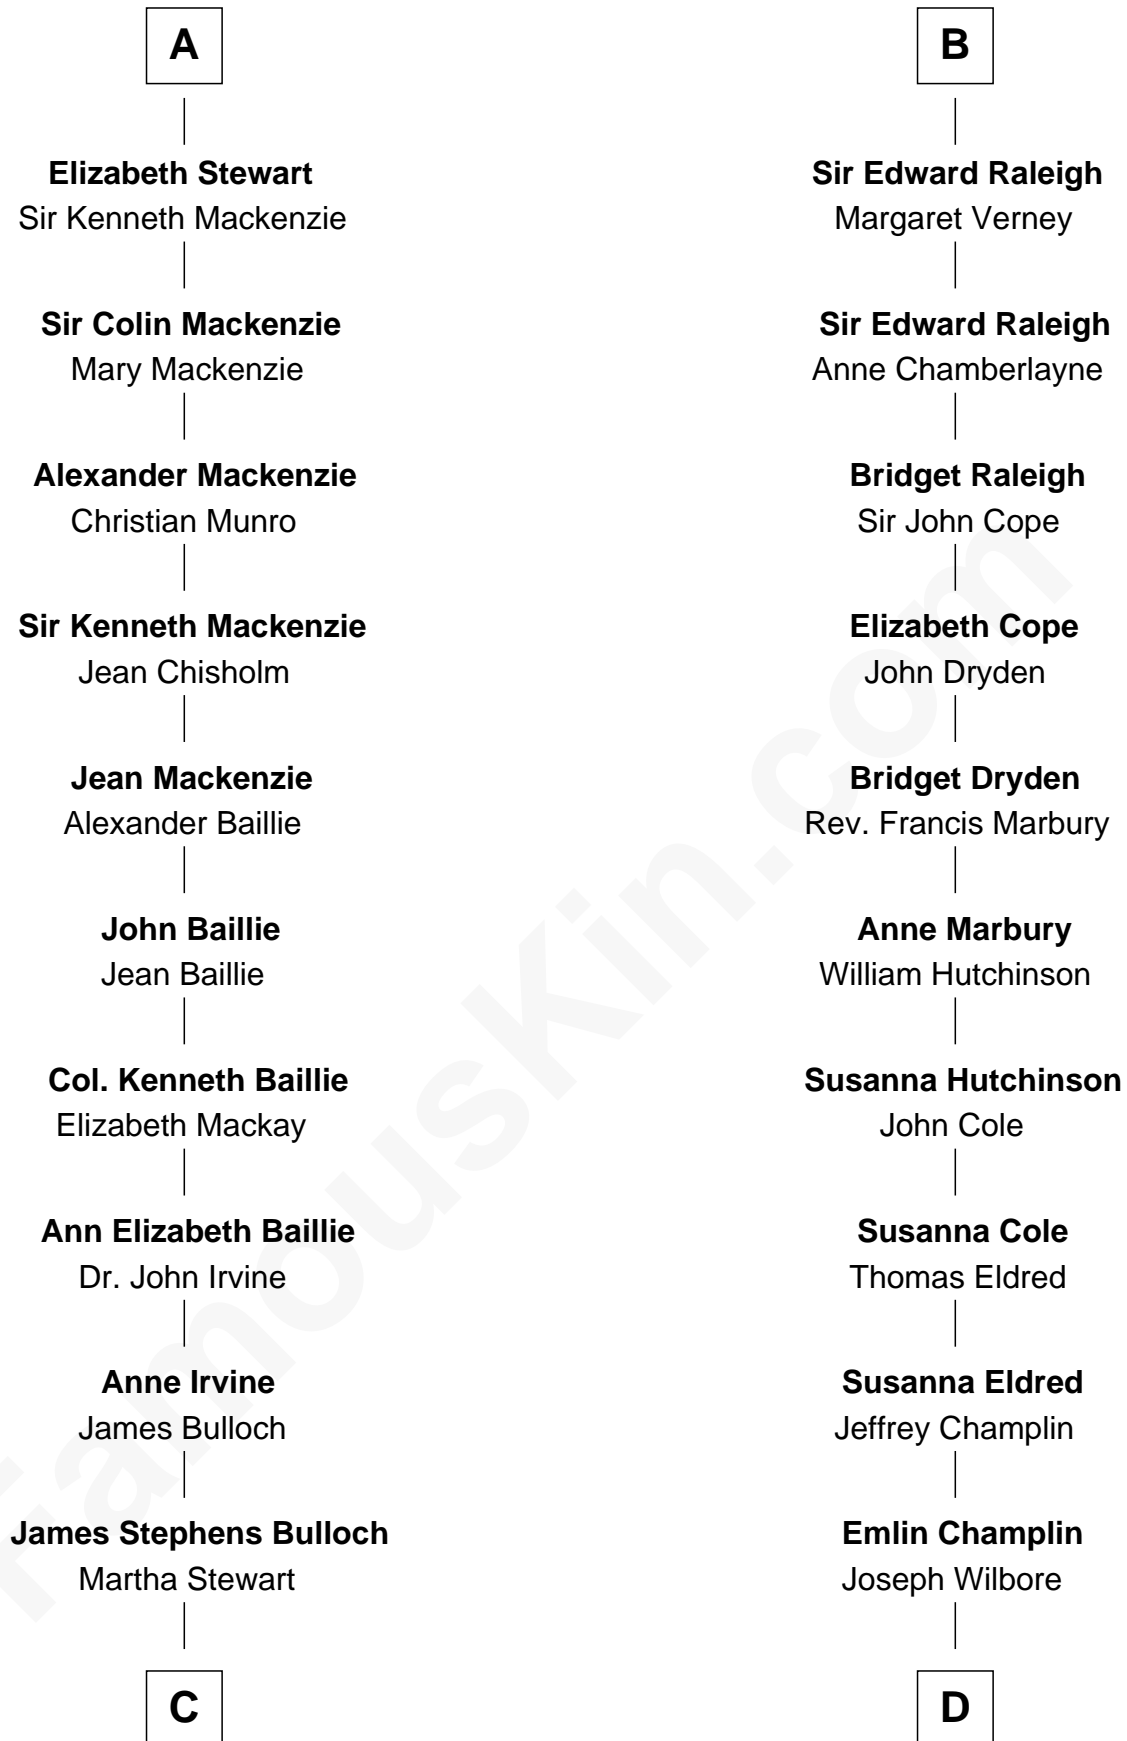 A
Elizabeth Stewart
Sir Kenneth Mackenzie
Sir Colin Mackenzie
Mary Mackenzie
Alexander Mackenzie
Christian Munro
Sir Kenneth Mackenzie
Jean Chisholm
Jean Mackenzie
Alexander Baillie
John Baillie
Jean Baillie
Col. Kenneth Baillie
Elizabeth Mackay
Ann Elizabeth Baillie
Dr. John Irvine
Anne Irvine
James Bulloch
James Stephens Bulloch
Martha Stewart
C
B
Sir Edward Raleigh
Margaret Verney
Sir Edward Raleigh
Anne Chamberlayne
Bridget Raleigh
Sir John Cope
Elizabeth Cope
John Dryden
Bridget Dryden
Rev. Francis Marbury
Anne Marbury
William Hutchinson
Susanna Hutchinson
John Cole
Susanna Cole
Thomas Eldred
Susanna Eldred
Jeffrey Champlin
Emlin Champlin
Joseph Wilbore
D
FamousKin.com